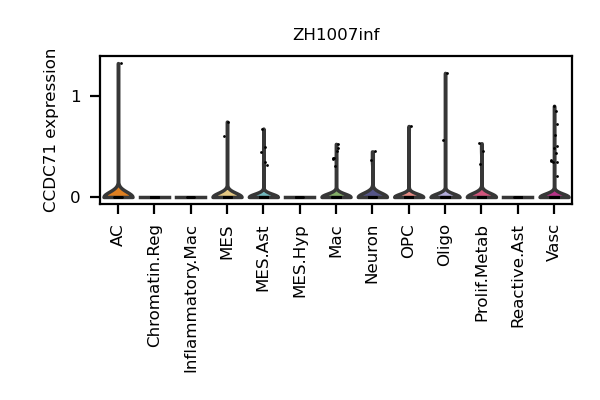 ZH1007inf
CCDC71 expression
1
0
AC
Chromatin.Reg
Inflammatory.Mac
MES
MES.Ast
MES.Hyp
Mac
Neuron
OPC
Oligo
Prolif.Metab
Reactive.Ast
Vasc